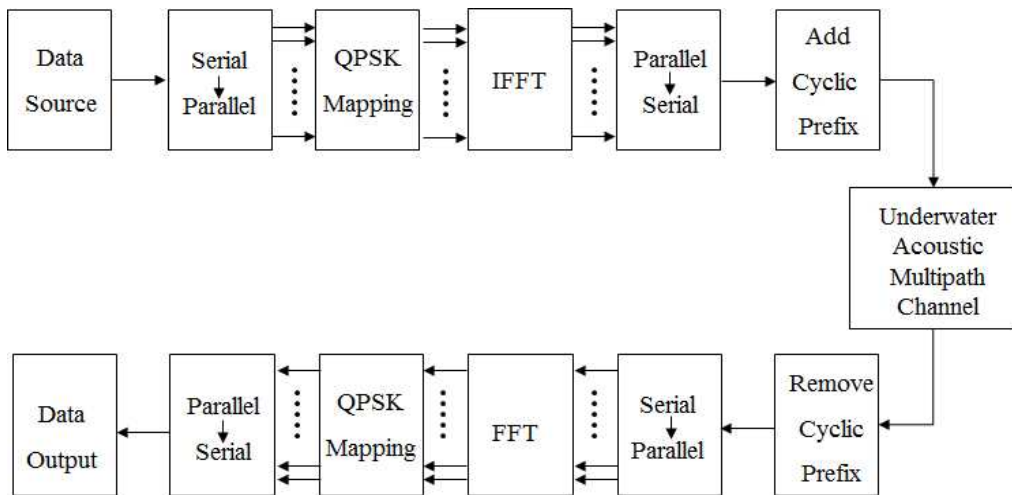 Data
Source
Serial
Parallel
QPSK
Mapping
IFFT
Parallel
Serial
Add
Cyclic
Prefix
Underwater
Acoustic
Multipath
Channel
Data
Output
Parallel
Serial
QPSK
Mapping
FFT
Serial
Parallel
Remove
Cyclic
Prefix